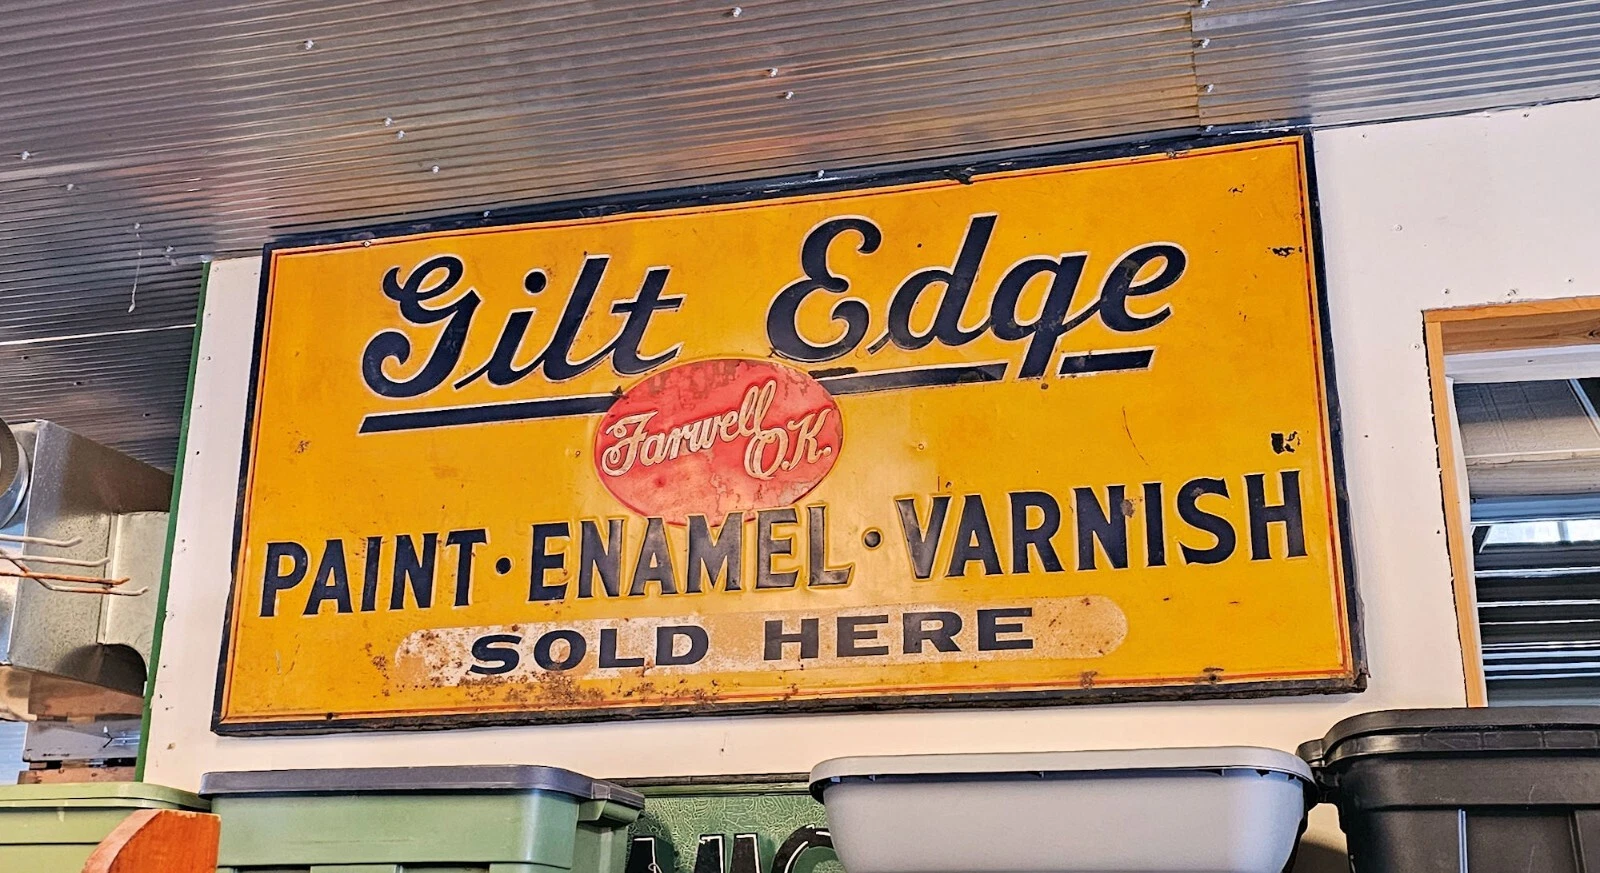 Gilt Edge
Farwell
O.K.
PAINT · ENAMEL · VARNISH
SOLD HERE